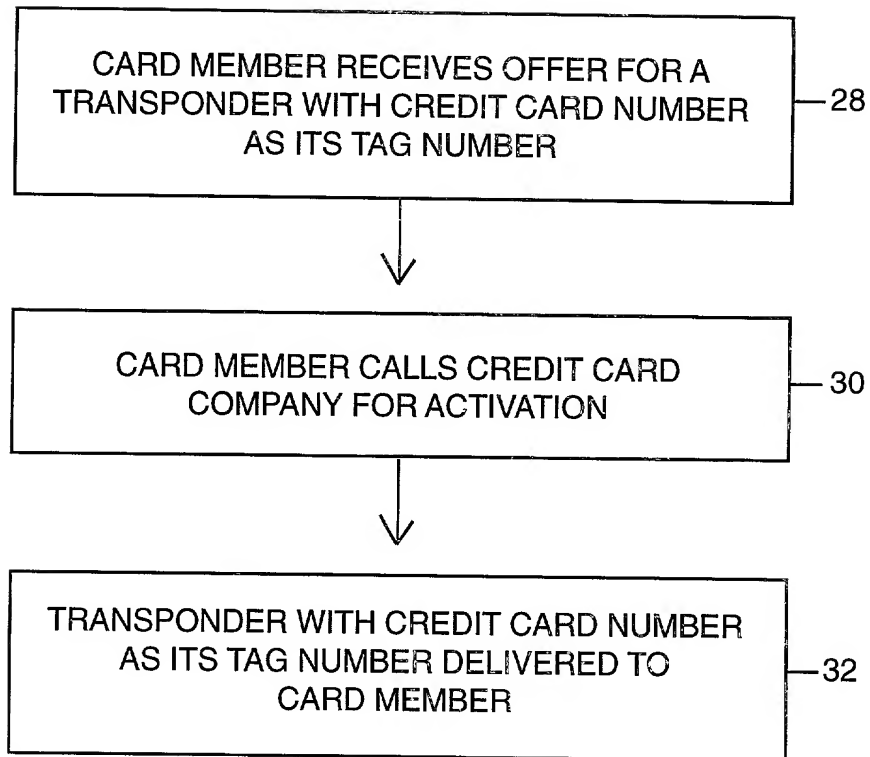 CARD MEMBER RECEIVES OFFER FOR A
TRANSPONDER WITH CREDIT CARD NUMBER
AS ITS TAG NUMBER
28
CARD MEMBER CALLS CREDIT CARD
COMPANY FOR ACTIVATION
30
TRANSPONDER WITH CREDIT CARD NUMBER
AS ITS TAG NUMBER DELIVERED TO
CARD MEMBER
32